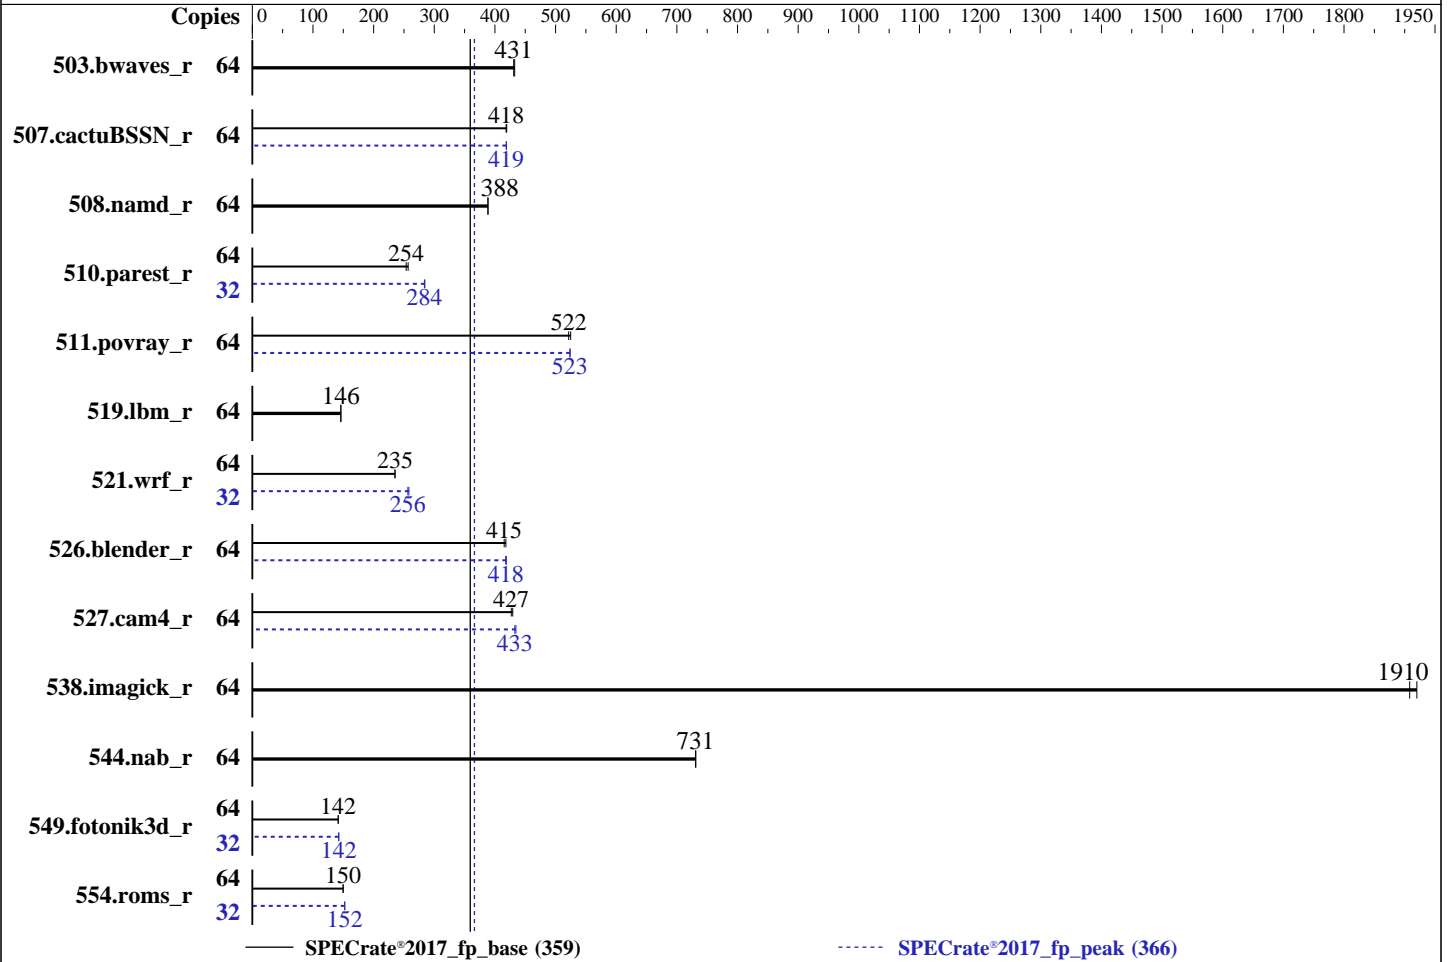 Copies 0 100 200 300 400 500 600 700 800 900 1000 1100 1200 1300 1400 1500 1600 1700 1800 1950
503.bwaves_r 64 431
507.cactuBSSN_r 64 418
419
508.namd_r 64 388
510.parest_r 64 254
32 284
511.povray_r 64 522
523
519.lbm_r 64 146
521.wrf_r 64 235
32 256
526.blender_r 64 415
418
527.cam4_r 64 427
433
538.imagick_r 64 1910
544.nab_r 64 731
549.fotonik3d_r 64 142
32 142
554.roms_r 64 150
32 152
SPECrate®2017_fp_base (359) SPECrate®2017_fp_peak (366)